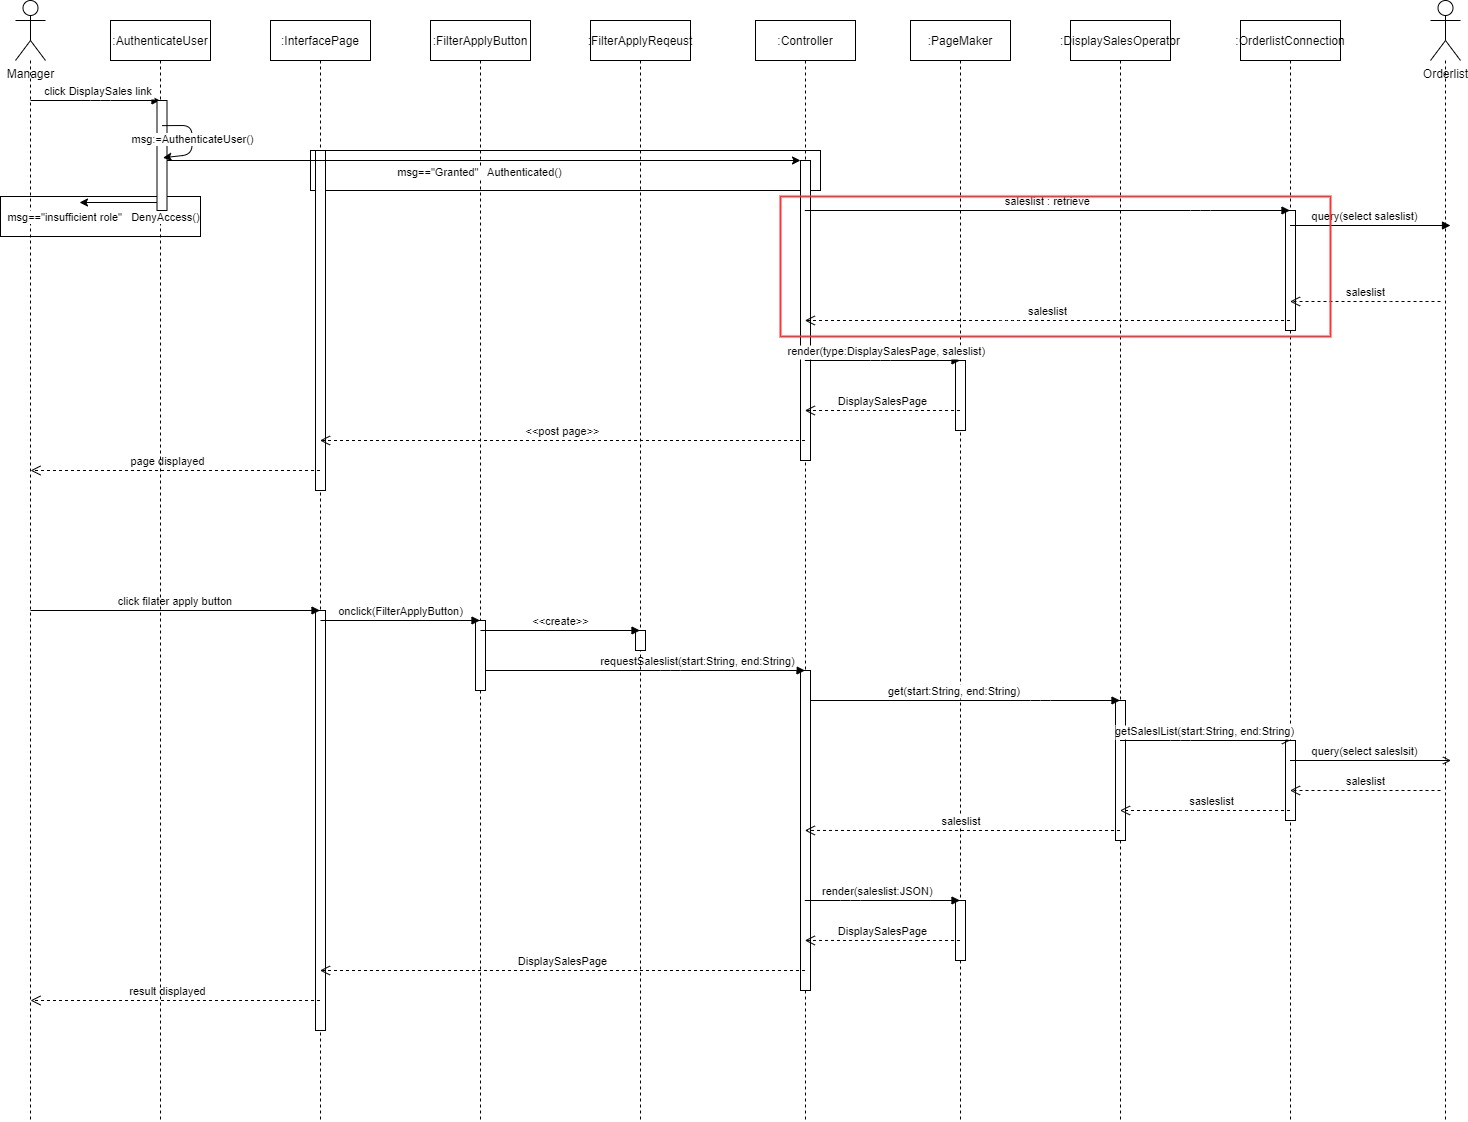 :AuthenticateUser
:InterfacePage
:FilterApplyButton
:FilterApplyReqeust
:Controller
:PageMaker
:DisplaySalesOperator
:OrderlistConnection
Manager
Orderlist
click DisplaySales link
msg:=AuthenticateUser()
msg=="Granted" Authenticated()
saleslist : retrieve
msg=="insufficient role" DenyAccess()
query(select saleslist)
saleslist
saleslist
render(type:DisplaySalesPage, saleslist)
DisplaySalesPage
<<post page>>
page displayed
click filater apply button
onclick(FilterApplyButton)
<<create>>
requestSaleslist(start:String, end:String)
get(start:String, end:String)
getSaleslList(start:String, end:String)
query(select saleslsit)
saleslist
sasleslist
saleslist
render(saleslist:JSON)
DisplaySalesPage
DisplaySalesPage
result displayed